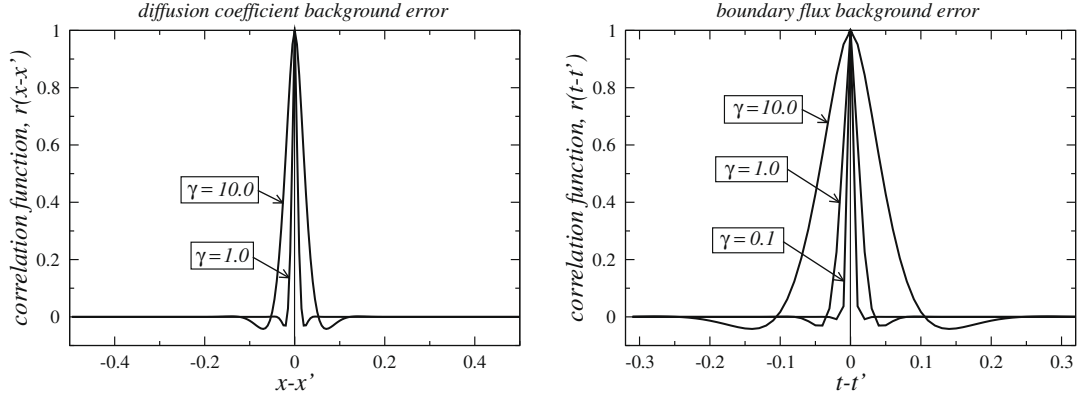 diffusion coefficient background error
correlation function, r(x-x')
1
0.8
0.6
0.4
0.2
0
γ= 10.0
γ= 1.0
-0.4
-0.2
0
0.2
0.4
x-x'
boundary flux background error
correlation function, r(t-t')
1
0.8
0.6
0.4
0.2
0
γ= 10.0
γ= 1.0
γ= 0.1
-0.3
-0.2
-0.1
0
0.1
0.2
0.3
t-t'